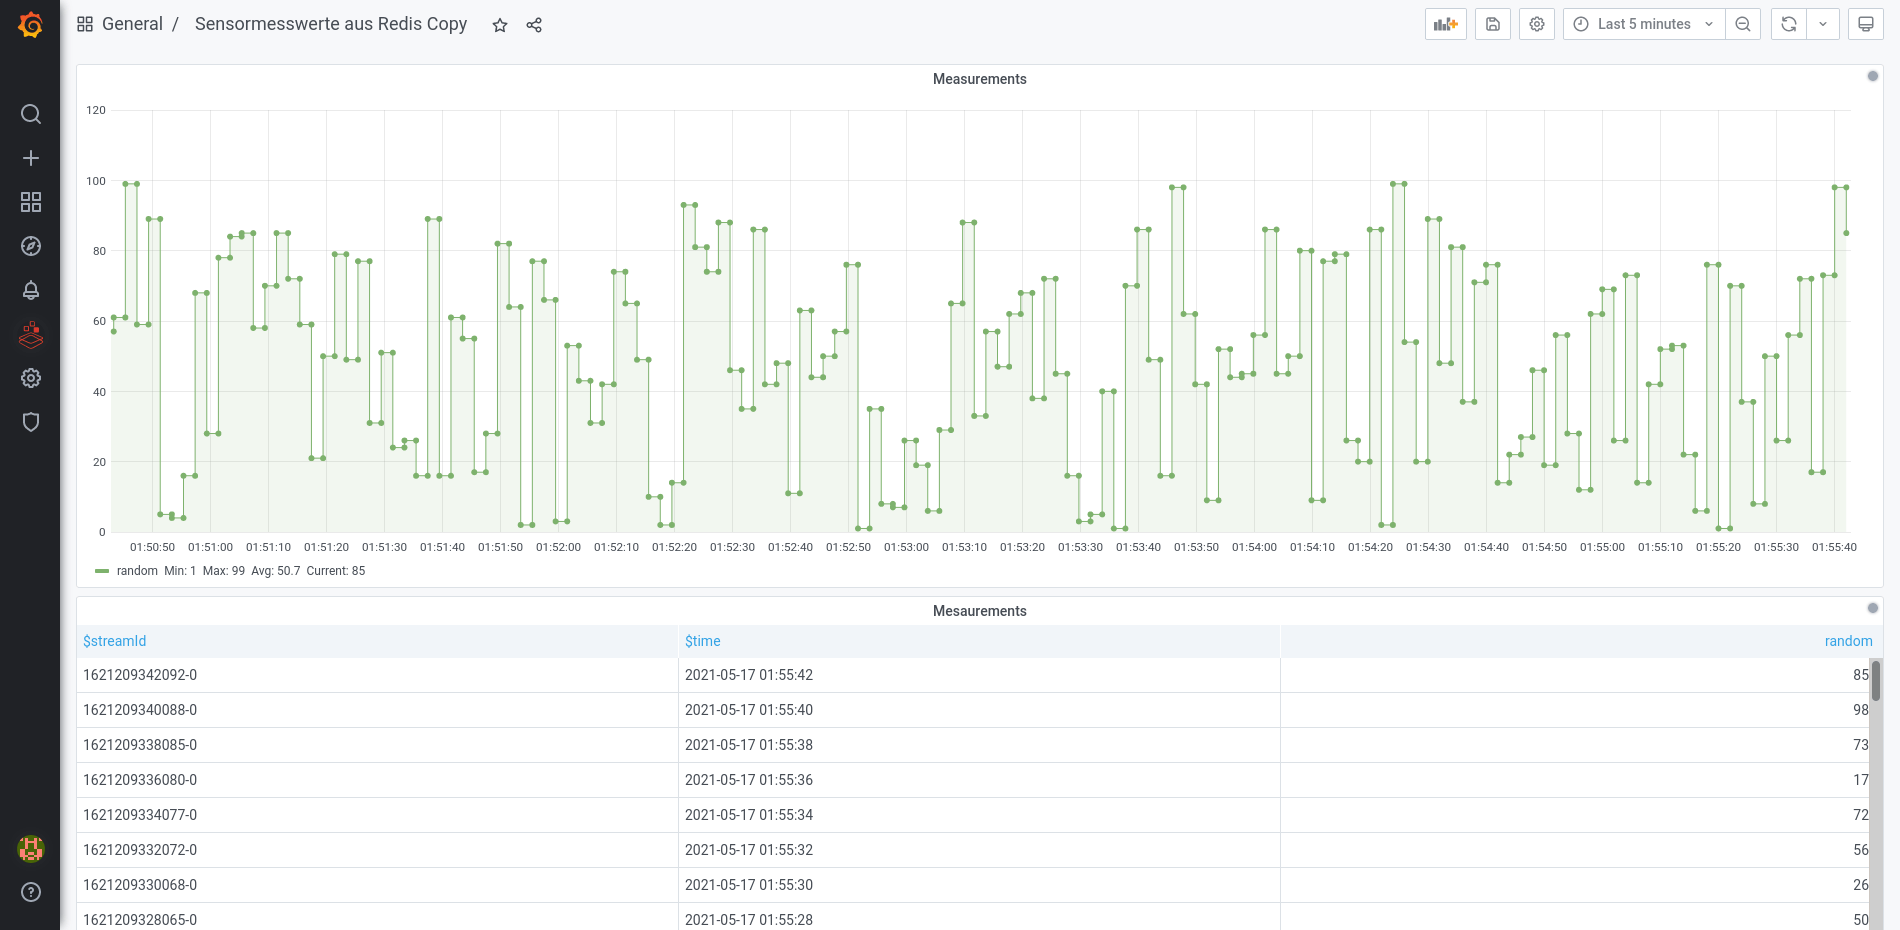 General / Sensormesswerte aus Redis Copy
Last 5 minutes
Measurements
120
100
80
60
40
20
0
01:50:50 01:51:00 01:51:10 01:51:20 01:51:30 01:51:40 01:51:50 01:52:00 01:52:10 01:52:20 01:52:30 01:52:40 01:52:50 01:53:00 01:53:10 01:53:20 01:53:30 01:53:40 01:53:50 01:54:00 01:54:10 01:54:20 01:54:30 01:54:40 01:54:50 01:55:00 01:55:10 01:55:20 01:55:30 01:55:40
random Min: 1 Max: 99 Avg: 50.7 Current: 85
Mesaurements
$streamId $time random
1621209342092-0 2021-05-17 01:55:42 85
1621209340088-0 2021-05-17 01:55:40 98
1621209338085-0 2021-05-17 01:55:38 73
1621209336080-0 2021-05-17 01:55:36 17
1621209334077-0 2021-05-17 01:55:34 72
1621209332072-0 2021-05-17 01:55:32 56
1621209330068-0 2021-05-17 01:55:30 26
1621209328065-0 2021-05-17 01:55:28 50